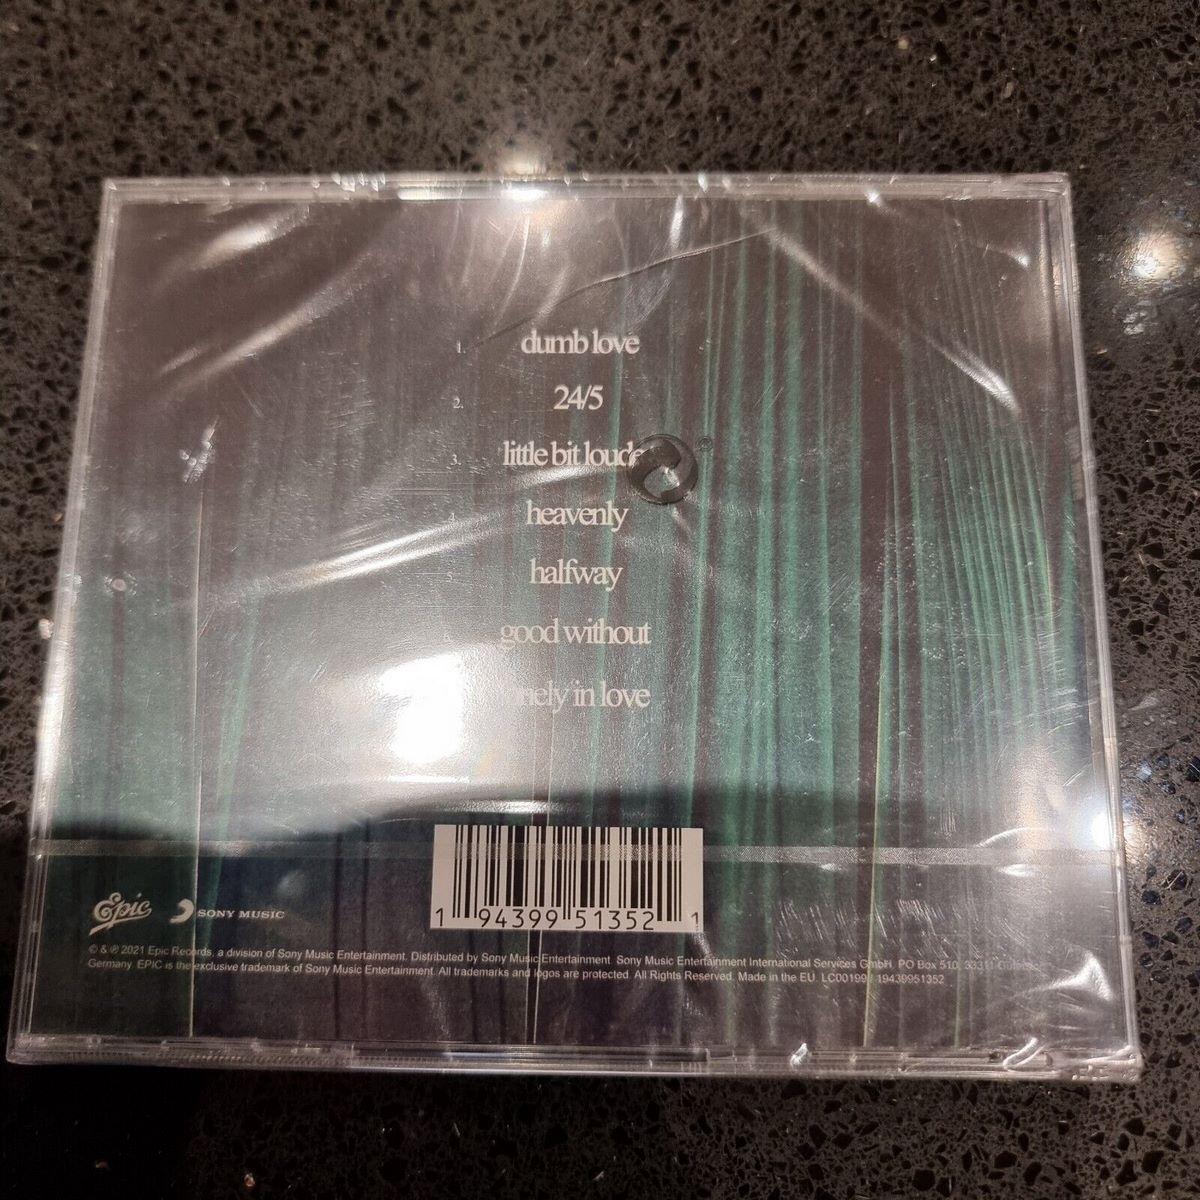 1. dumb love
2. 24/5
3. little bit loude
4. heavenly
5. halfway
good without
nely in love
1 94399 51352 1
Epic SONY MUSIC
© & ℗ 2021 Epic Records, a division of Sony Music Entertainment. Distributed by Sony Music Entertainment. Sony Music Entertainment International Services GmbH, PO Box 510, 33311
Germany. EPIC is the exclusive trademark of Sony Music Entertainment. All trademarks and logos are protected. All Rights Reserved. Made in the EU. LC00199 / 19439951352